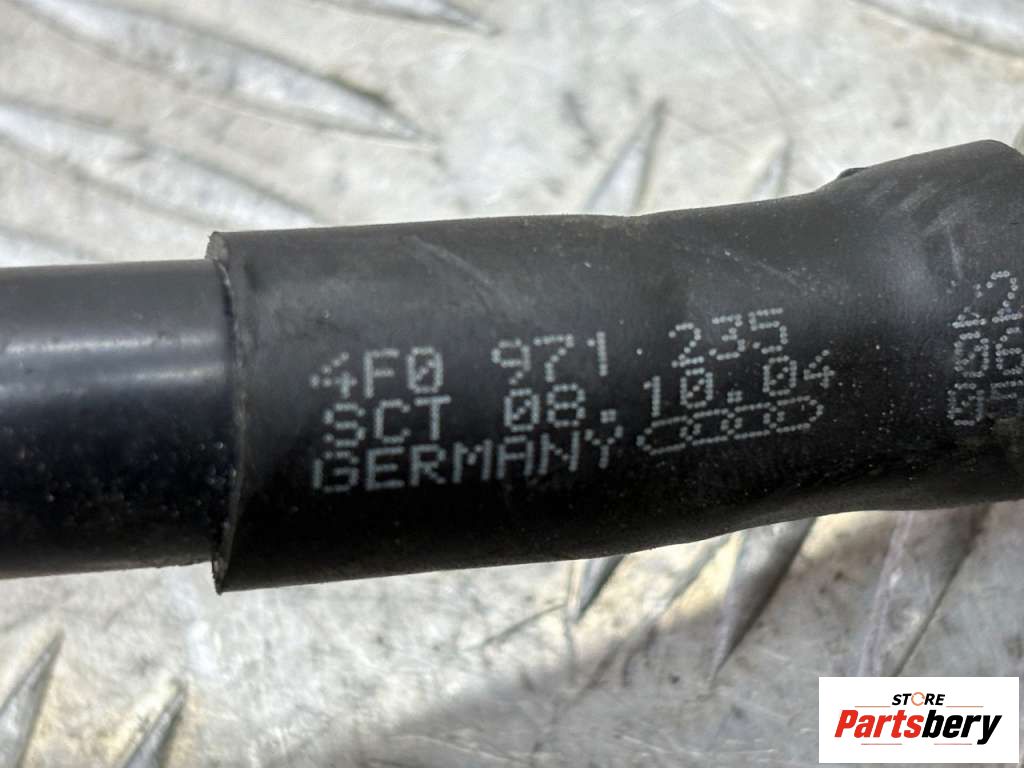 4F0 971 235
SCT 08.10.04
GERMANY
STORE
Partsbery